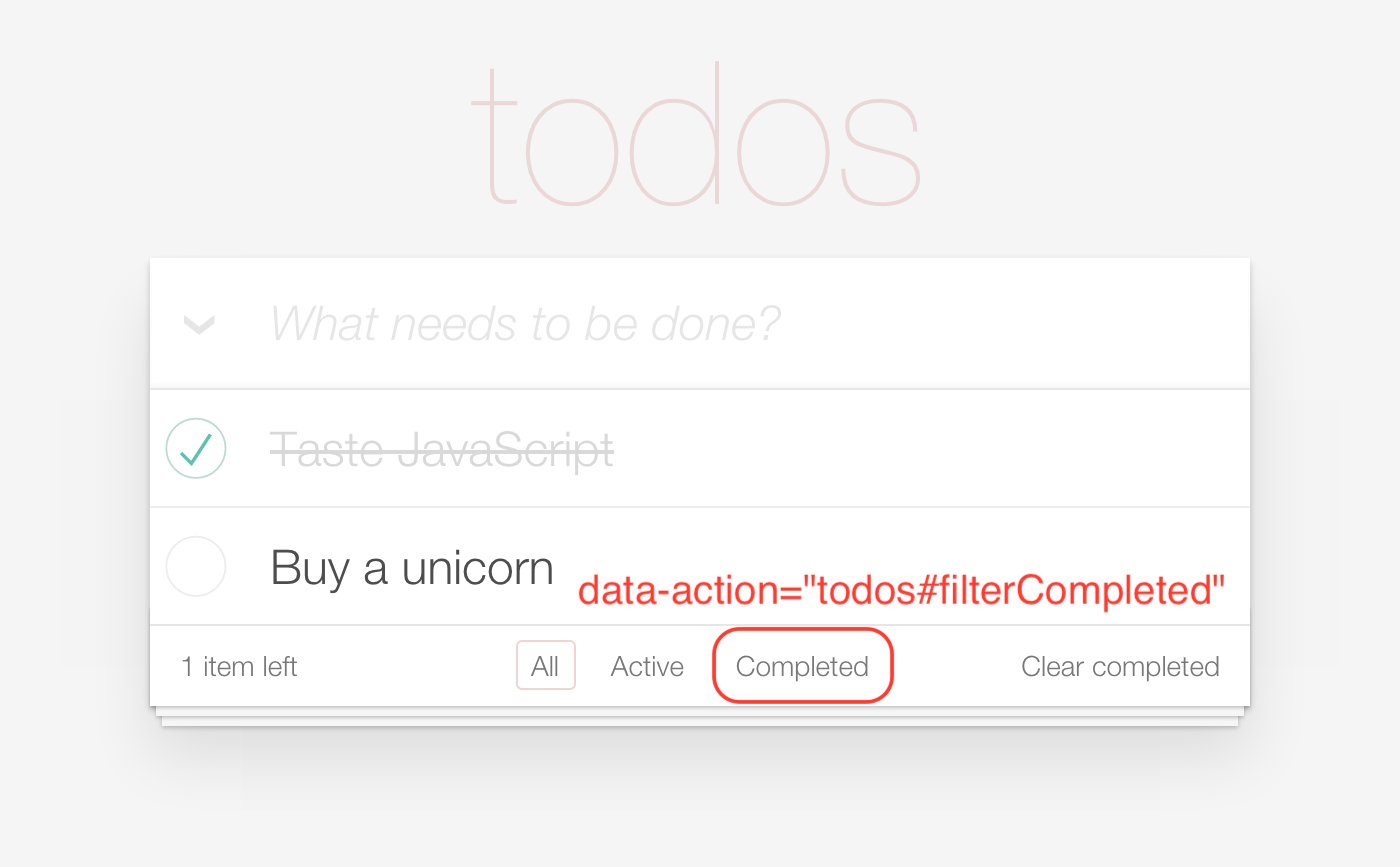 todos
What needs to be done?
Taste JavaScript
Buy a unicorn
data-action="todos#filterCompleted"
1 item left All Active Completed Clear completed